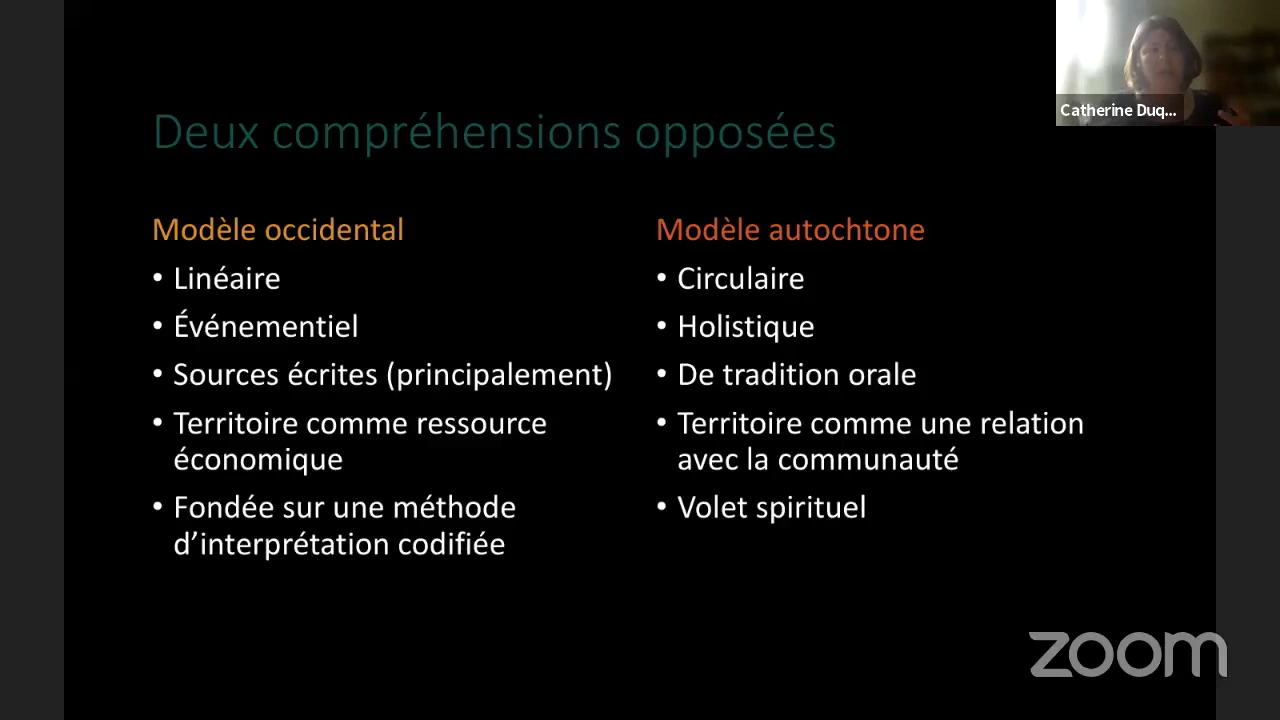 Catherine Duq...
Deux compréhensions opposées
Modèle occidental
• Linéaire
• Événementiel
• Sources écrites (principalement)
• Territoire comme ressource
économique
• Fondée sur une méthode
d’interprétation codifiée
Modèle autochtone
• Circulaire
• Holistique
• De tradition orale
• Territoire comme une relation
avec la communauté
• Volet spirituel
zoom